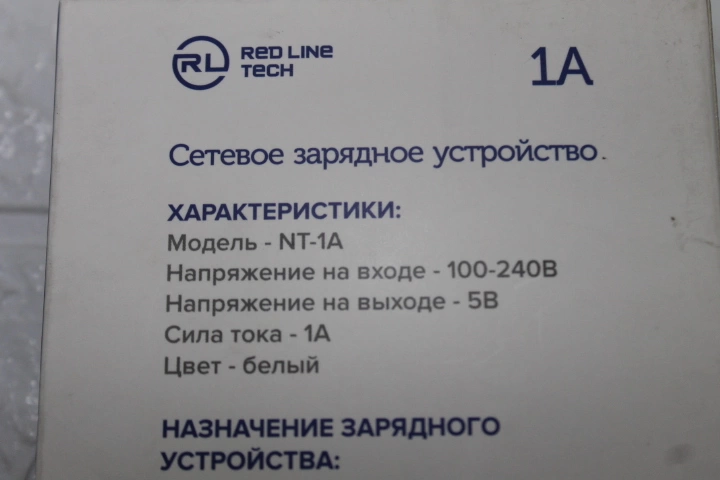 RL RED LINE
TECH
1А
Сетевое зарядное устройство.
ХАРАКТЕРИСТИКИ:
Модель - NT-1A
Напряжение на входе - 100-240В
Напряжение на выходе - 5В
Сила тока - 1А
Цвет - белый
НАЗНАЧЕНИЕ ЗАРЯДНОГО
УСТРОЙСТВА: